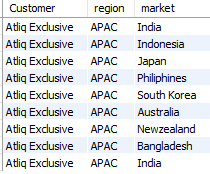 Customer region market
Atliq Exclusive APAC India
Atliq Exclusive APAC Indonesia
Atliq Exclusive APAC Japan
Atliq Exclusive APAC Philiphines
Atliq Exclusive APAC South Korea
Atliq Exclusive APAC Australia
Atliq Exclusive APAC Newzealand
Atliq Exclusive APAC Bangladesh
Atliq Exclusive APAC India